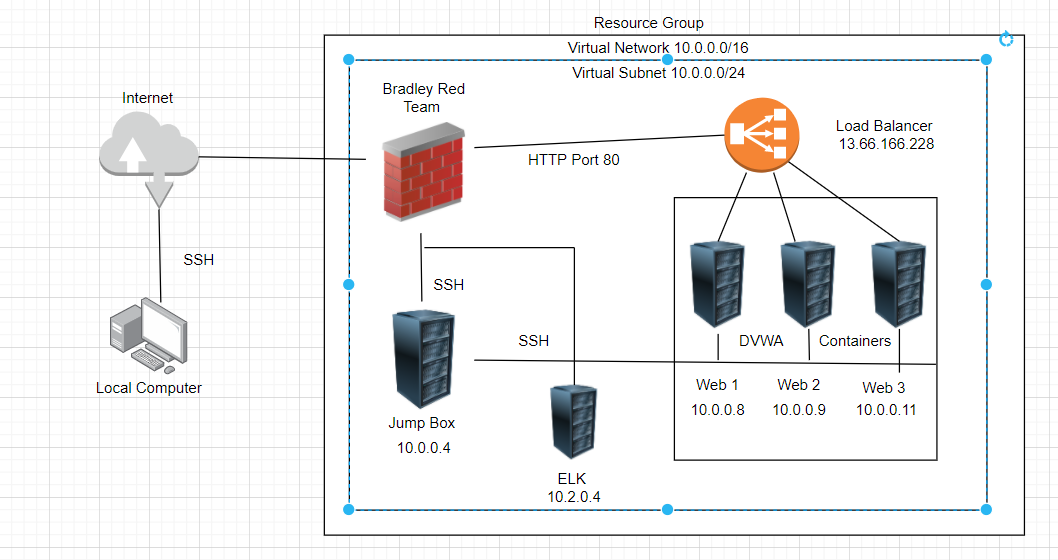 Resource Group
Virtual Network 10.0.0.0/16
Virtual Subnet 10.0.0.0/24
Internet
Bradley Red
Team
HTTP Port 80
Load Balancer
13.66.166.228
SSH
SSH
SSH
DVWA
Containers
Local Computer
Web 1
Web 2
Web 3
10.0.0.8
10.0.0.9
10.0.0.11
Jump Box
10.0.0.4
ELK
10.2.0.4